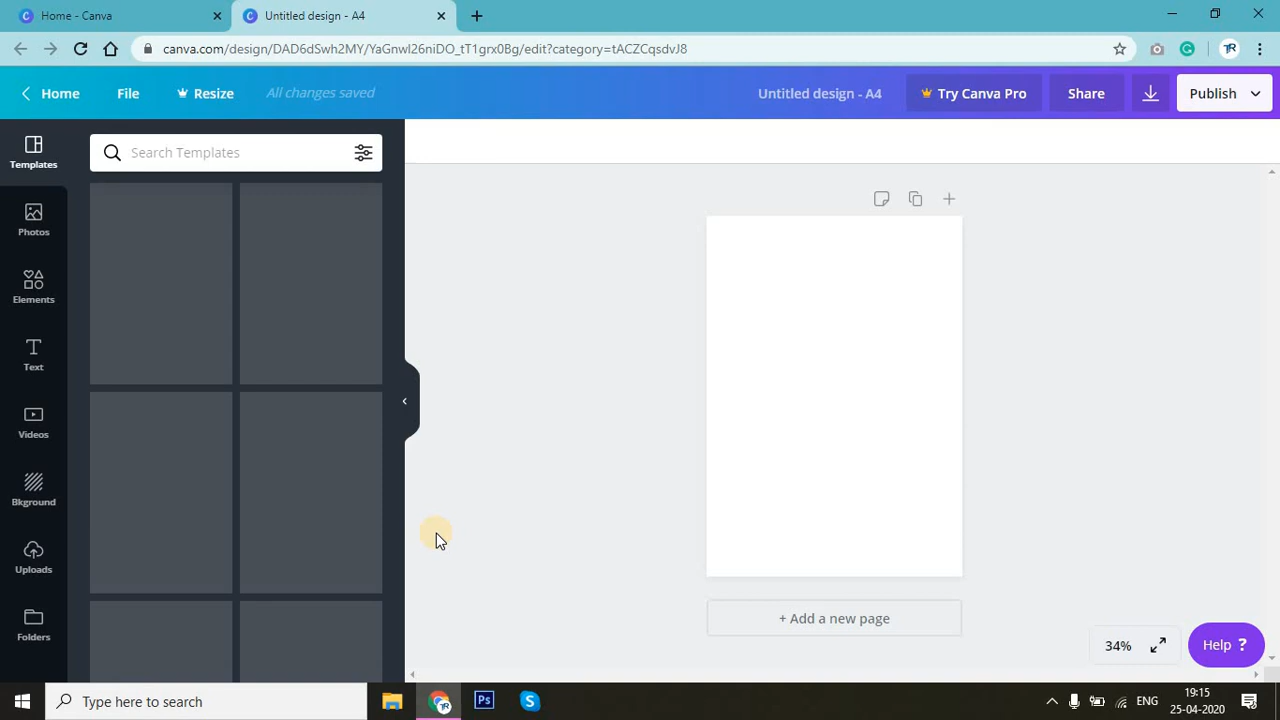 Home - Canva
Untitled design - A4
canva.com/design/DAD6dSwh2MY/YaGnwI26niDO_tT1grx0Bg/edit?category=tACZCqsdvJ8
Home
File
Resize
All changes saved
Untitled design - A4
Try Canva Pro
Share
Publish
Templates
Search Templates
Photos
Elements
Text
Videos
Bkground
Uploads
Folders
+ Add a new page
34%
Help ?
Type here to search
Ps
ENG
19:15
25-04-2020